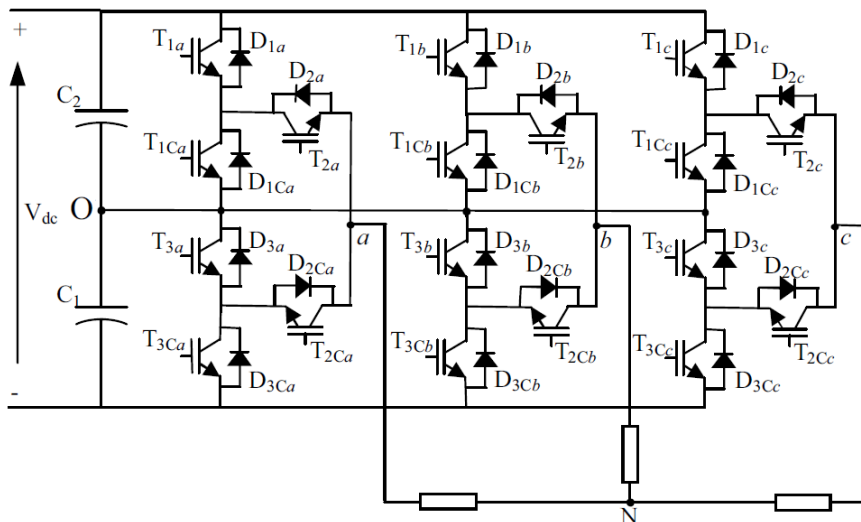 +
T1a D1a T1b D1b T1c D1c
D2a D2b D2c
C2
T1Ca T2a T1Cb T2b T1Cc T2c
D1Ca D1Cb D1Cc
Vdc O
T3a D3a a T3b D3b b T3c D3c c
D2Ca D2Cb D2Cc
C1
T3Ca T2Ca T3Cb T2Cb T3Cc T2Cc
D3Ca D3Cb D3Cc
-
N